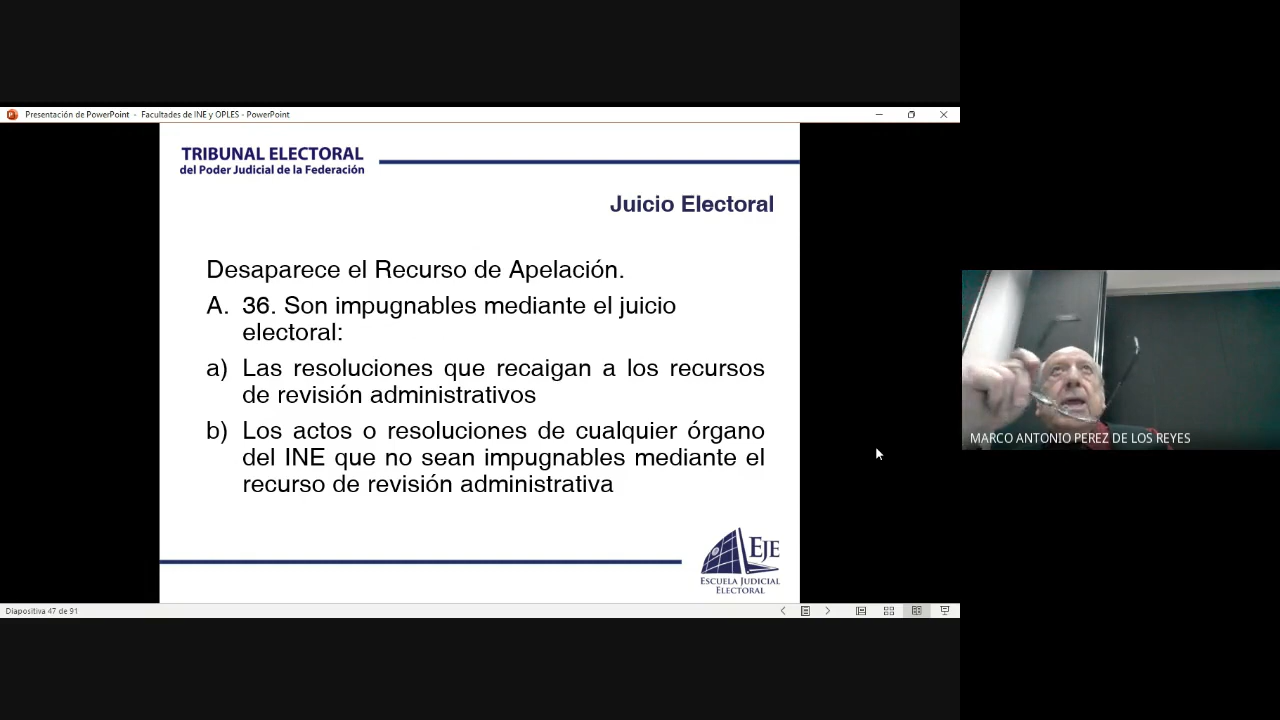 Presentación de PowerPoint - Facultades de INE y OPLES - PowerPoint
TRIBUNAL ELECTORAL
del Poder Judicial de la Federación
Juicio Electoral
Desaparece el Recurso de Apelación.
A. 36. Son impugnables mediante el juicio
electoral:
a) Las resoluciones que recaigan a los recursos
de revisión administrativos
b) Los actos o resoluciones de cualquier órgano
del INE que no sean impugnables mediante el
recurso de revisión administrativa
EJE
ESCUELA JUDICIAL
ELECTORAL
Diapositiva 47 de 91
MARCO ANTONIO PEREZ DE LOS REYES